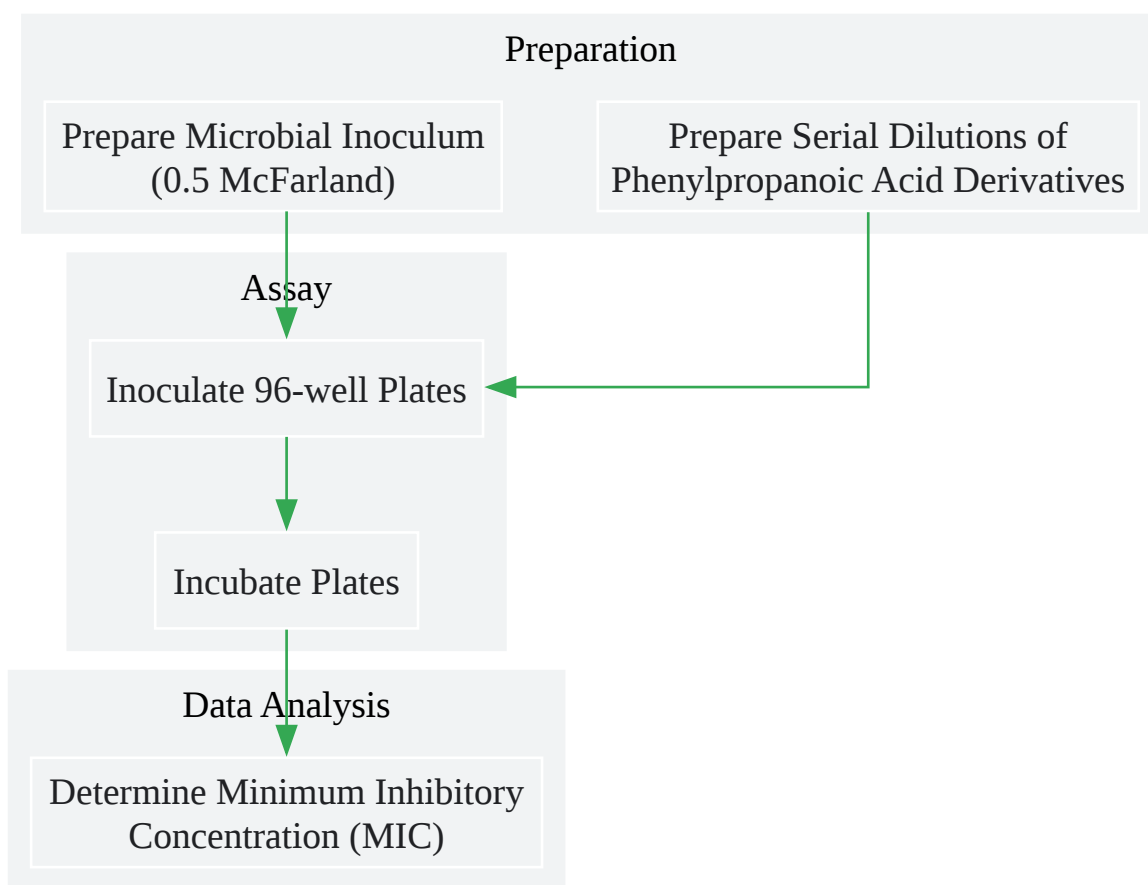 Preparation
Prepare Microbial Inoculum
(0.5 McFarland)
Prepare Serial Dilutions of
Phenylpropanoic Acid Derivatives
Assay
Inoculate 96-well Plates
Incubate Plates
Data Analysis
Determine Minimum Inhibitory
Concentration (MIC)